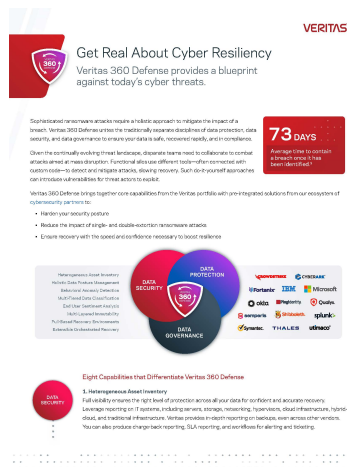 VERITAS
360
Get Real About Cyber Resiliency
Veritas 360 Defense provides a blueprint
against today's cyber threats.
Sophisticated ransomware attacks require a holistic approach to mitigate the impact of a
breach. Veritas 360 Defense unites the traditionally separate disciplines of data protection, data
security, and data governance to ensure your data is safe, recovered rapidly, and in compliance.
Given the continually evolving threat landscape, disparate teams need to collaborate to combat
attacks aimed at mass disruption. Functional silos use different tools—often connected with
custom code—to detect and mitigate attacks, slowing recovery. Such do-it-yourself approaches
can introduce vulnerabilities for threat actors to exploit.
73 DAYS
Average time to contain
a breach once it has
been identified.
Veritas 360 Defense brings together core capabilities from the Veritas portfolio with pre-integrated solutions from our ecosystem of
cybersecurity partners to:
• Harden your security posture
• Reduce the impact of single- and double-extortion ransomware attacks
• Ensure recovery with the speed and confidence necessary to boost resilience
Heterogeneous Asset Inventory
Holistic Data Posture Management
Behavioral Anomaly Detection
Multi-Tiered Data Classification
End User Sentiment Analysis
Multi-Layered Immutability
Full Based Recovery Environments
Extensible Orchestrated Recovery
DATA
SECURITY
DATA
PROTECTION
360
DATA
GOVERNANCE
CROWDSTRIKE
CYBERARK
Fortanix
IBM
Microsoft
okta
Qualys.
semperis
splunk>
Symantec.
THALES
utimaco
Eight Capabilities that Differentiate Veritas 360 Defense
DATA
SECURITY
1. Heterogeneous Asset Inventory
Full visibility ensures the right level of protection across all your data for confident and accurate recovery.
Leverage reporting on IT systems, including servers, storage, networking, hypervisors, cloud infrastructure, hybrid-
cloud, and traditional infrastructure. Veritas provides in-depth reporting on backups, even across other vendors.
You can also produce charge back reporting, SLA reporting, and workflows for alerting and ticketing.